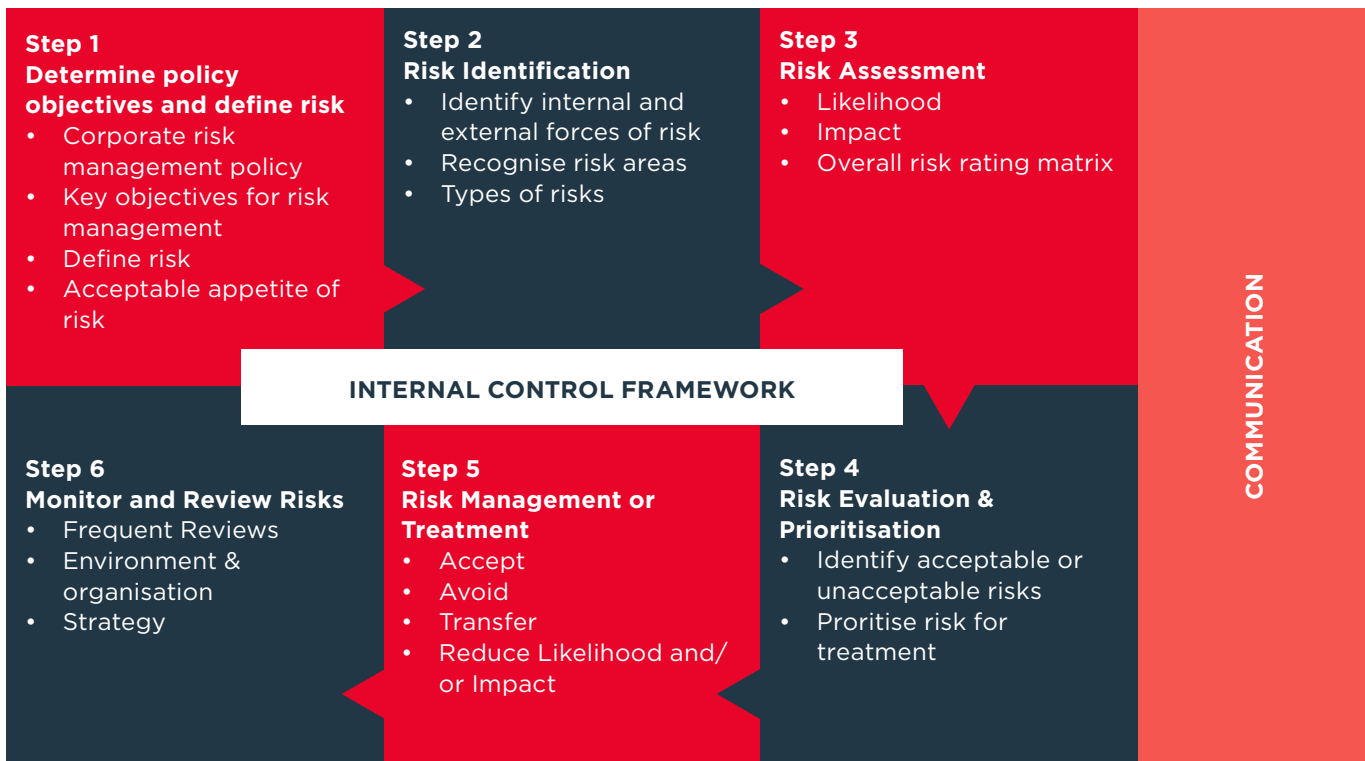 Step 1
Determine policy
objectives and define risk
• Corporate risk
management policy
• Key objectives for risk
management
• Define risk
• Acceptable appetite of
risk
Step 2
Risk Identification
• Identify internal and
external forces of risk
• Recognise risk areas
• Types of risks
Step 3
Risk Assessment
• Likelihood
• Impact
• Overall risk rating matrix
INTERNAL CONTROL FRAMEWORK
Step 4
Risk Evaluation &
Prioritisation
• Identify acceptable or
unacceptable risks
• Proritise risk for
treatment
Step 5
Risk Management or
Treatment
• Accept
• Avoid
• Transfer
• Reduce Likelihood and/
or Impact
Step 6
Monitor and Review Risks
• Frequent Reviews
• Environment &
organisation
• Strategy
COMMUNICATION